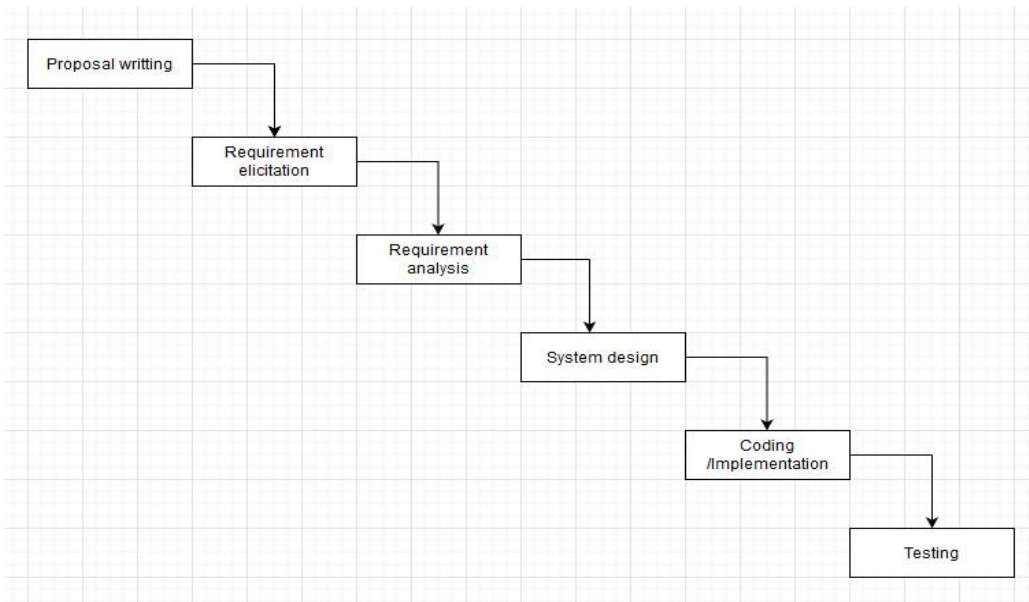 Proposal writting
Requirement
elicitation
Requirement
analysis
System design
Coding
/Implementation
Testing